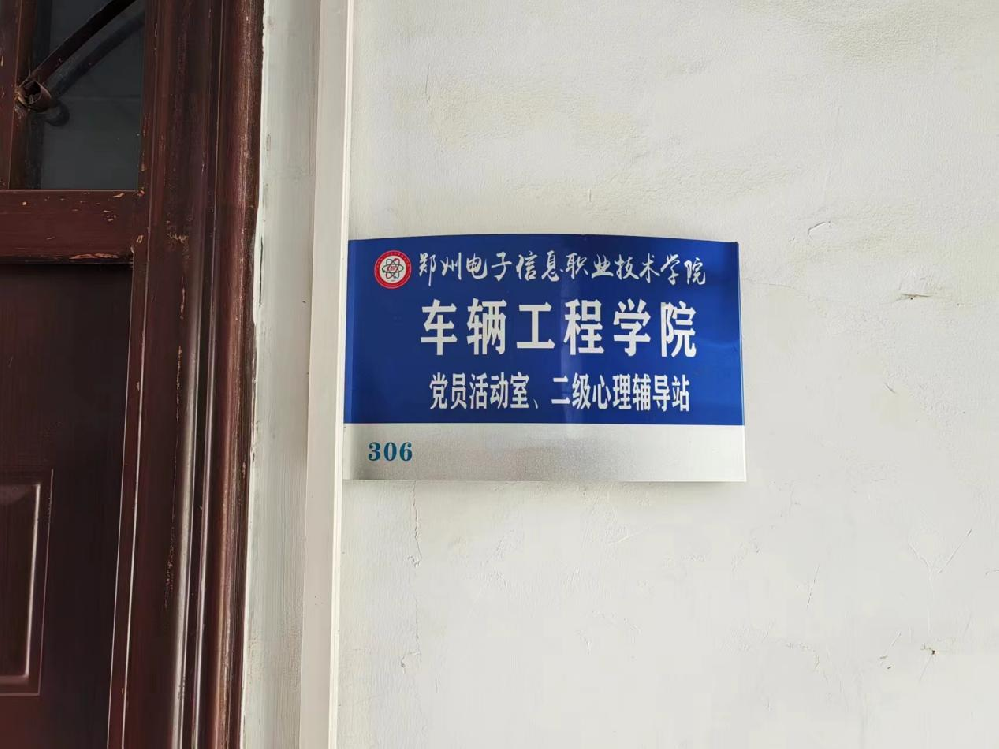 郑州电子信息职业技术学院
车辆工程学院
党员活动室、二级心理辅导站
306